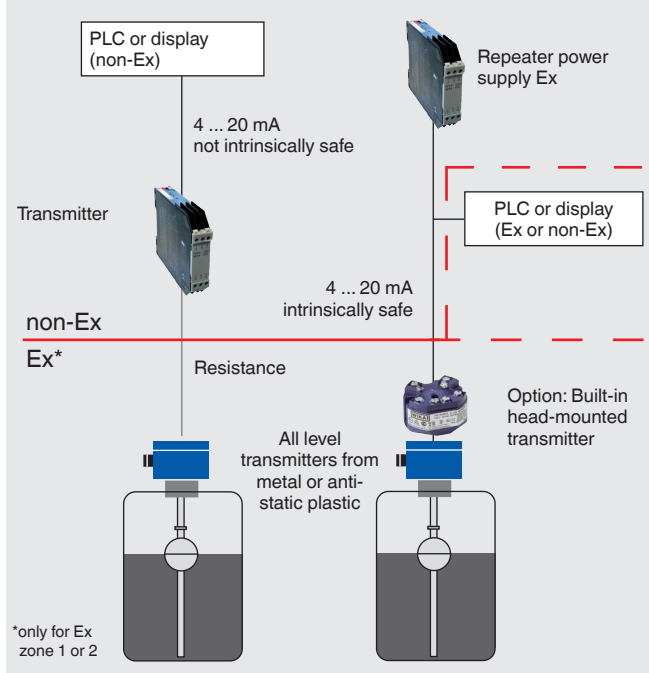 PLC or display
(non-Ex)
Repeater power
supply Ex
4 ... 20 mA
not intrinsically safe
Transmitter
PLC or display
(Ex or non-Ex)
4 ... 20 mA
intrinsically safe
non-Ex
Ex*
Resistance
Option: Built-in
head-mounted
transmitter
All level
transmitters from
metal or anti-
static plastic
*only for Ex
zone 1 or 2